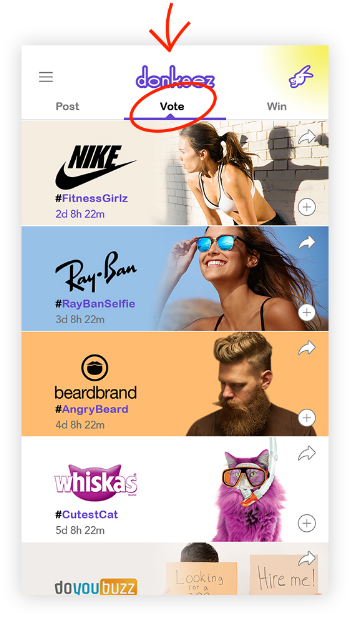 donkeez
Post Vote Win
NIKE
#FitnessGirlz
2d 8h 22m
Ray-Ban
#RayBanSelfie
3d 8h 22m
beardbrand
#AngryBeard
4d 8h 22m
whiskas
#CutestCat
5d 8h 22m
doyoubuzz
Looking
for a
Hire me!